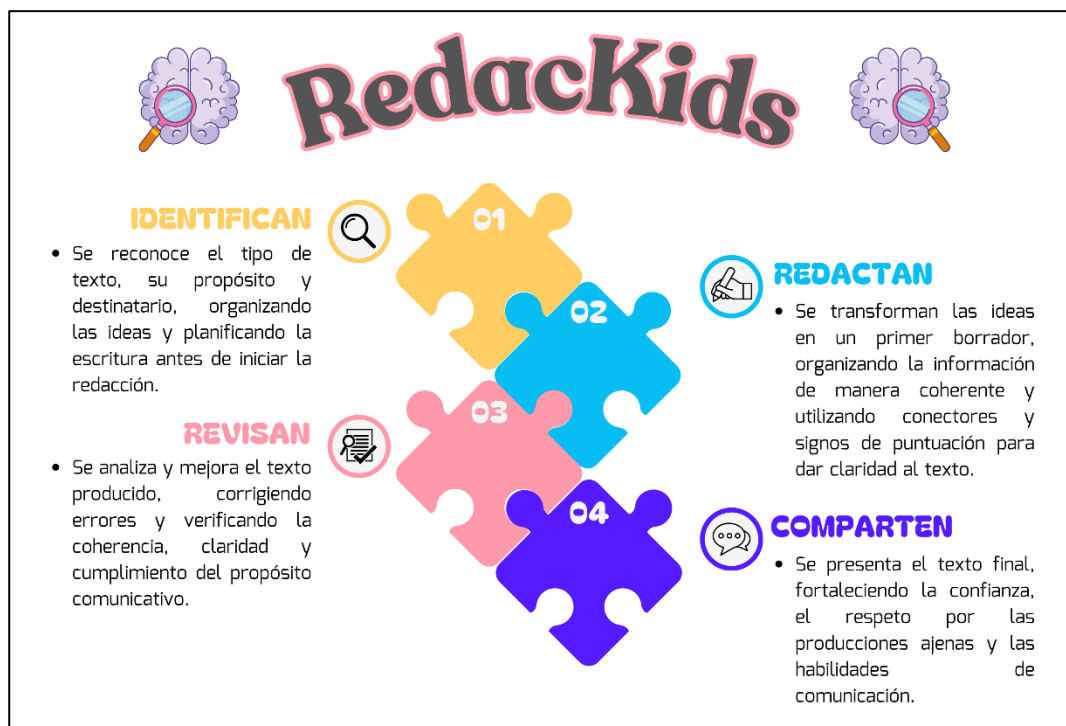 RedacKids
01
IDENTIFICAN
• Se reconoce el tipo de
texto, su propósito y
destinatario, organizando
las ideas y planificando la
escritura antes de iniciar la
redacción.
02
REDACTAN
• Se transforman las ideas
en un primer borrador,
organizando la información
de manera coherente y
utilizando conectores y
signos de puntuación para
dar claridad al texto.
03
REVISAN
• Se analiza y mejora el texto
producido, corrigiendo
errores y verificando la
coherencia, claridad y
cumplimiento del propósito
comunicativo.
04
COMPARTEN
• Se presenta el texto final,
fortaleciendo la confianza,
el respeto por las
producciones ajenas y las
habilidades de
comunicación.